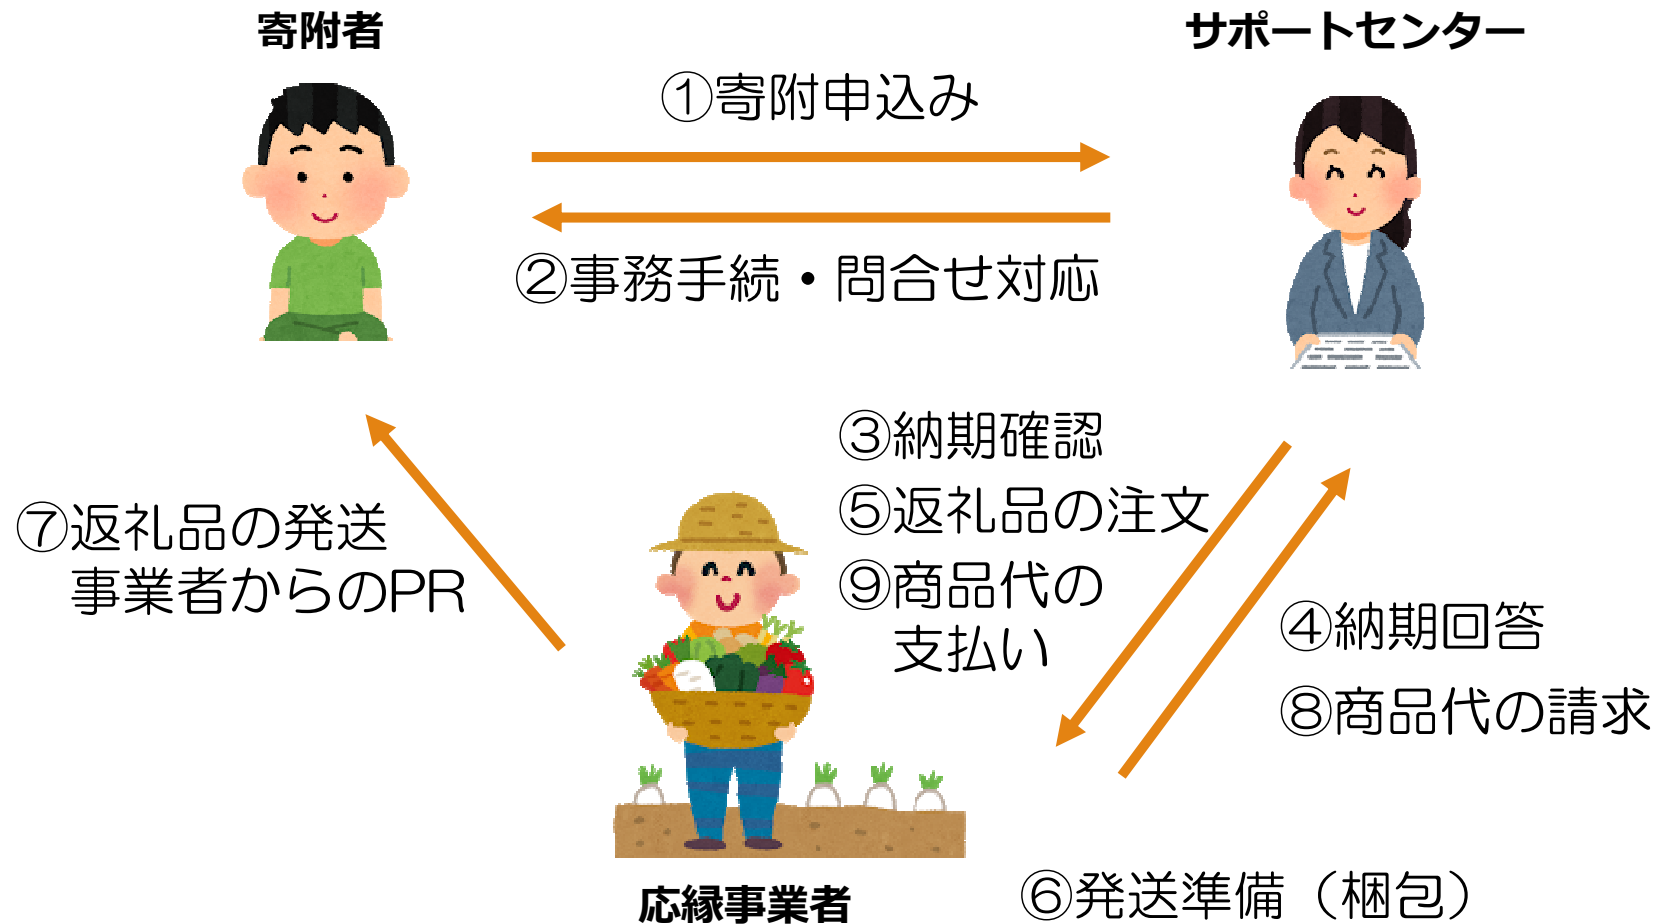 寄附者
サポートセンター
①寄附申込み
②事務手続・問合せ対応
③納期確認
⑤返礼品の注文
⑨商品代の
支払い
⑦返礼品の発送
事業者からのPR
④納期回答
⑧商品代の請求
応縁事業者
⑥発送準備（梱包）